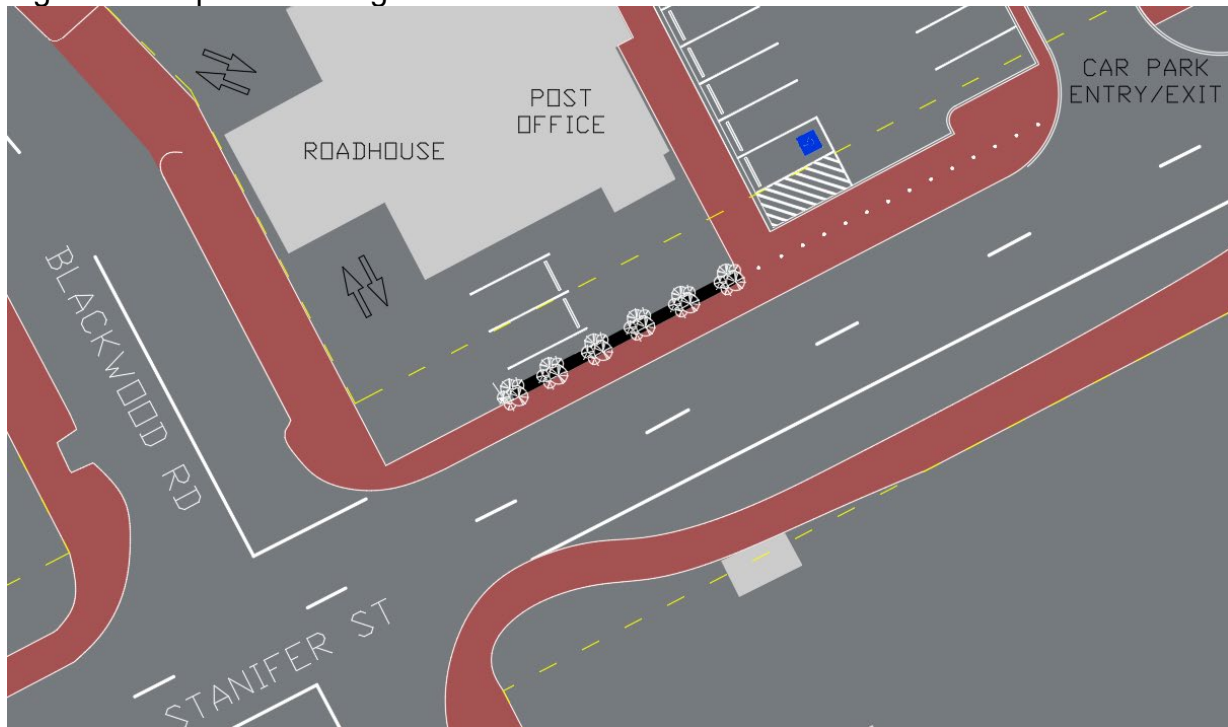 CAR PARK
ENTRY/EXIT
POST
OFFICE
ROADHOUSE
BLACKWOOD RD
STANIFER ST